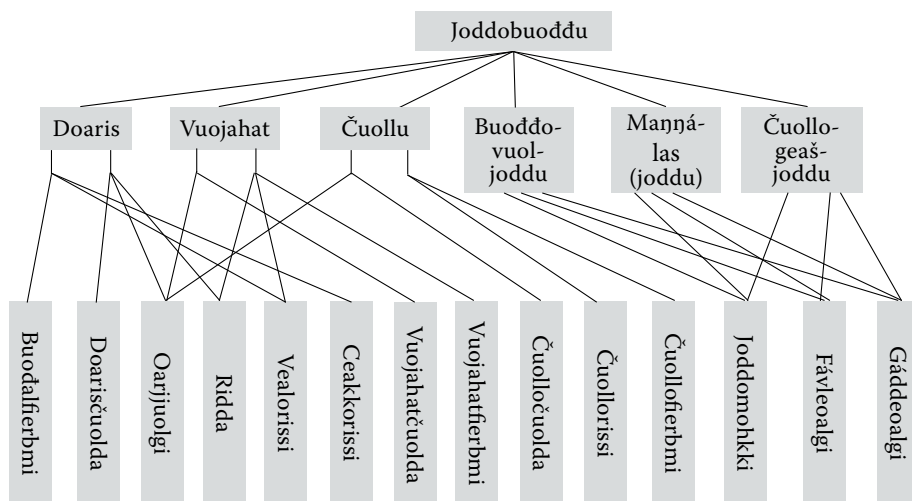 Joddobuođđu
Doaris
Vuojahat
Čuollu
Buođđo-
vuol-
joddu
Maŋŋá-
las
(joddu)
Čuollo-
geaš-
joddu
Buođalfierbmi
Doarisčuolda
Oarjjuolgi
Ridda
Vealorissi
Ceakkorissi
Vuojahatčuolda
Vuojahatfierbmi
Čuolločuolda
Čuollorissi
Čuollofierbmi
Joddomohkki
Fávleoalgi
Gáddeoalgi